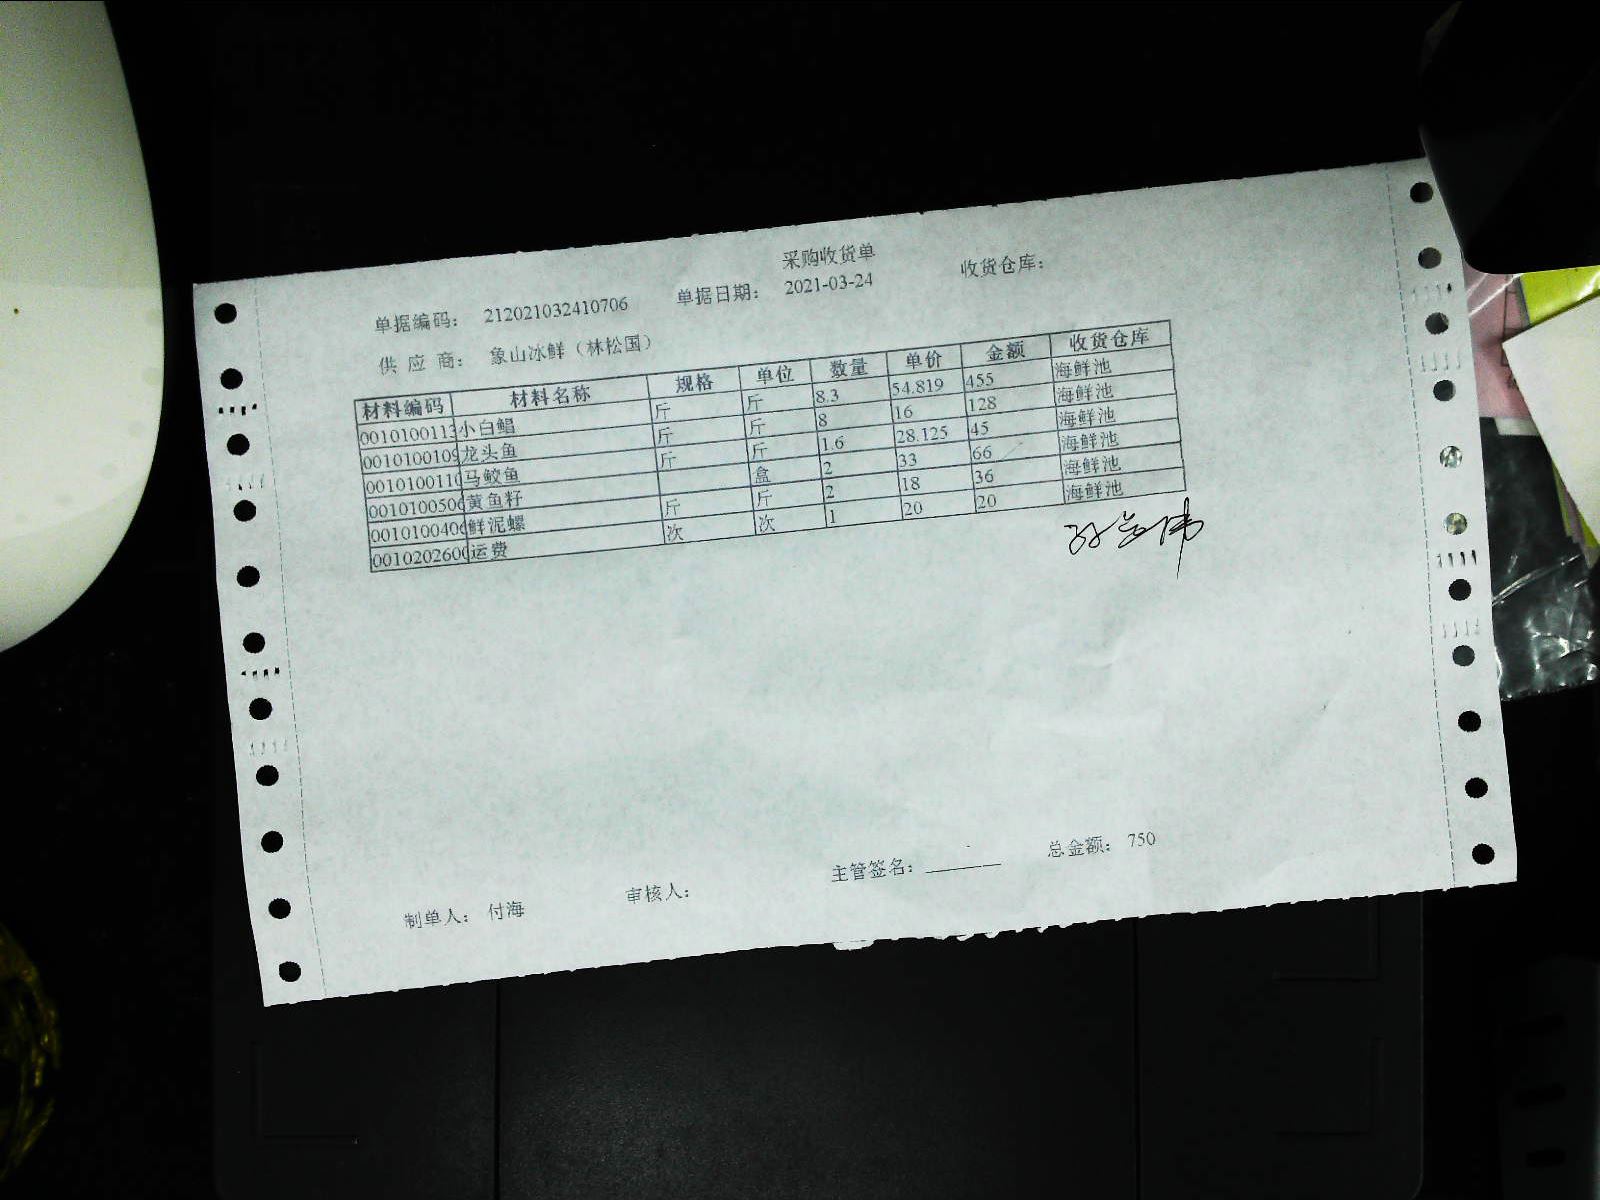 采购收货单
单据编码： 212021032410706 单据日期： 2021-03-24 收货仓库：
供 应 商： 象山冰鲜（林松国）
材料编码 材料名称 规格 单位 数量 单价 金额 收货仓库
0010100113 小白鲳 斤 斤 8.3 54.819 455 海鲜池
0010100109 龙头鱼 斤 斤 8 16 128 海鲜池
0010100110 马鲛鱼 斤 斤 1.6 28.125 45 海鲜池
0010100506 黄鱼籽 盒 2 33 66 海鲜池
0010100406 鲜泥螺 斤 斤 2 18 36 海鲜池
0010202600 运费 次 次 1 20 20 海鲜池
制单人： 付海 审核人： 主管签名： 总金额： 750